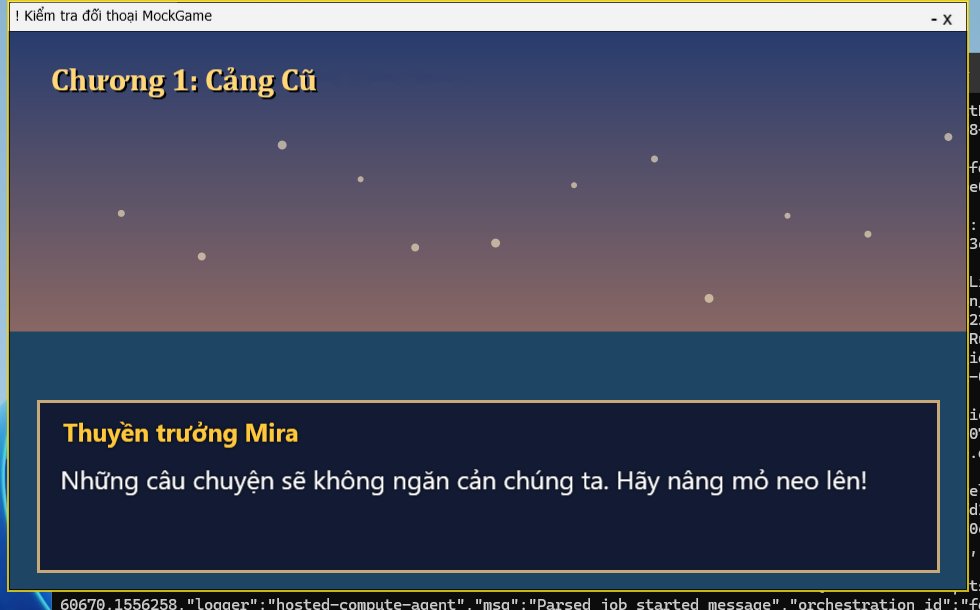 ! Kiểm tra đối thoại MockGame
- x
Chương 1: Cảng Cũ
Thuyền trưởng Mira
Những câu chuyện sẽ không ngăn cản chúng ta. Hãy nâng mỏ neo lên!
60670.1556258,"logger":"hosted-compute-agent","msg":"Parsed job started message","orchestration_id":"